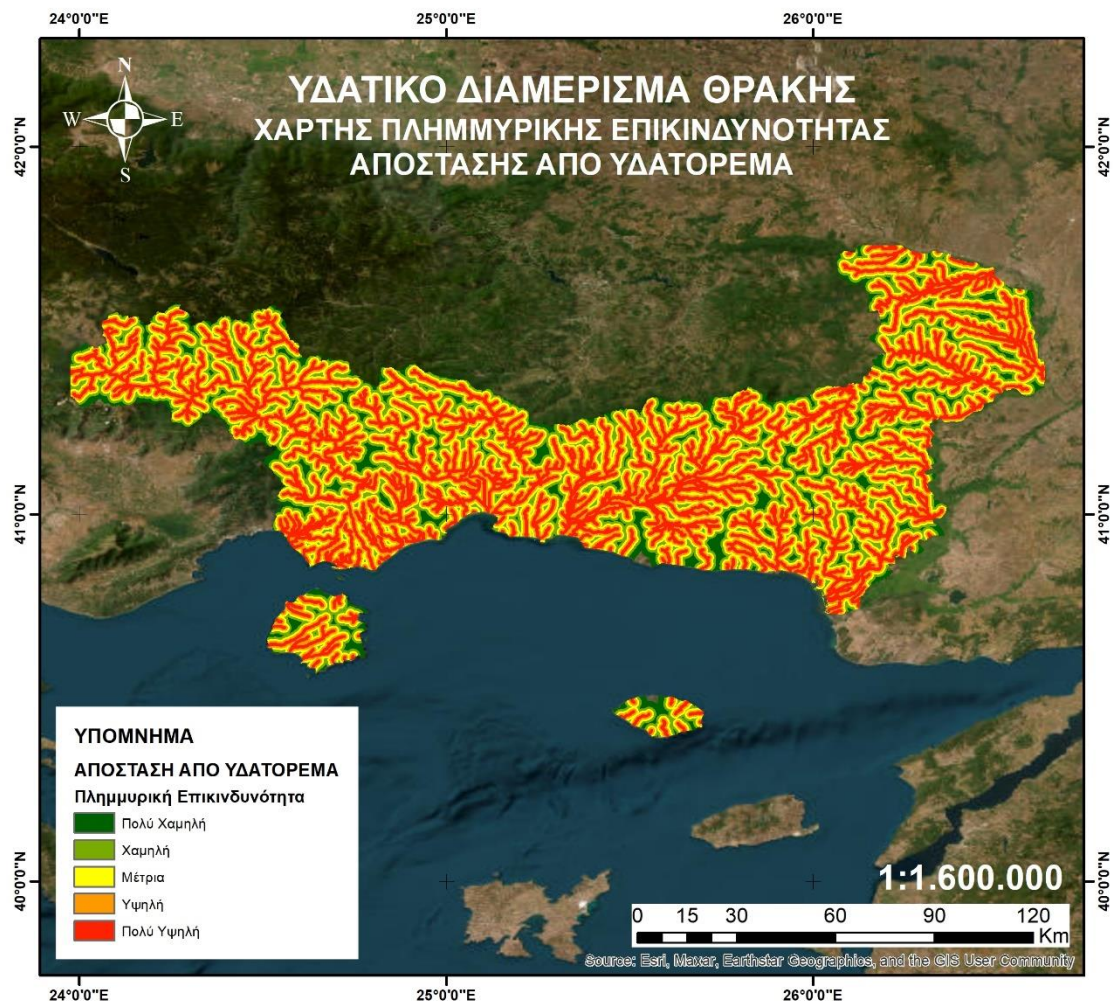 24°0'0"E 25°0'0"E 26°0'0"E
ΥΔΑΤΙΚΟ ΔΙΑΜΕΡΙΣΜΑ ΘΡΑΚΗΣ
ΧΑΡΤΗΣ ΠΛΗΜΜΥΡΙΚΗΣ ΕΠΙΚΙΝΔΥΝΟΤΗΤΑΣ
ΑΠΟΣΤΑΣΗΣ ΑΠΟ ΥΔΑΤΟΡΕΜΑ
N
W E
S
42°0'0"N 42°0'0"N
41°0'0"N 41°0'0"N
40°0'0"N 40°0'0"N
ΥΠΟΜΝΗΜΑ
ΑΠΟΣΤΑΣΗ ΑΠΟ ΥΔΑΤΟΡΕΜΑ
Πλημμυρική Επικινδυνότητα
Πολύ Χαμηλή
Χαμηλή
Μέτρια
Υψηλή
Πολύ Υψηλή
1:1.600.000
0 15 30 60 90 120
Km
Source: Esri, Maxar, Earthstar Geographics, and the GIS User Community
24°0'0"E 25°0'0"E 26°0'0"E